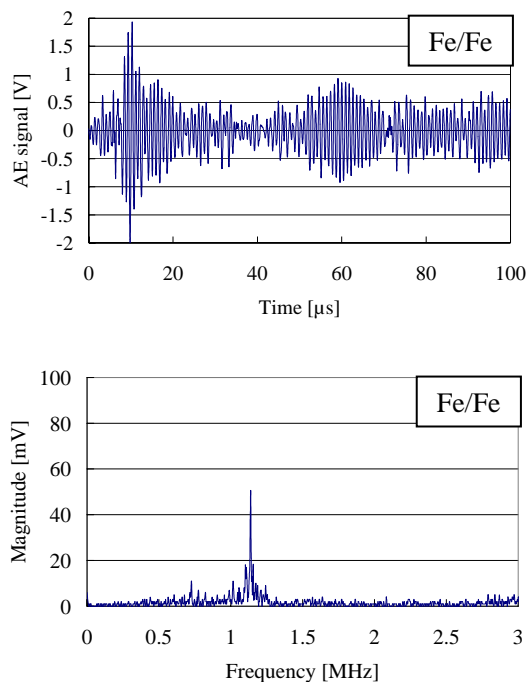 Fe/Fe
AE signal [V]
2
1.5
1
0.5
0
-0.5
-1
-1.5
-2
0 20 40 60 80 100
Time [µs]
Fe/Fe
Magnitude [mV]
100
80
60
40
20
0
0 0.5 1 1.5 2 2.5 3
Frequency [MHz]